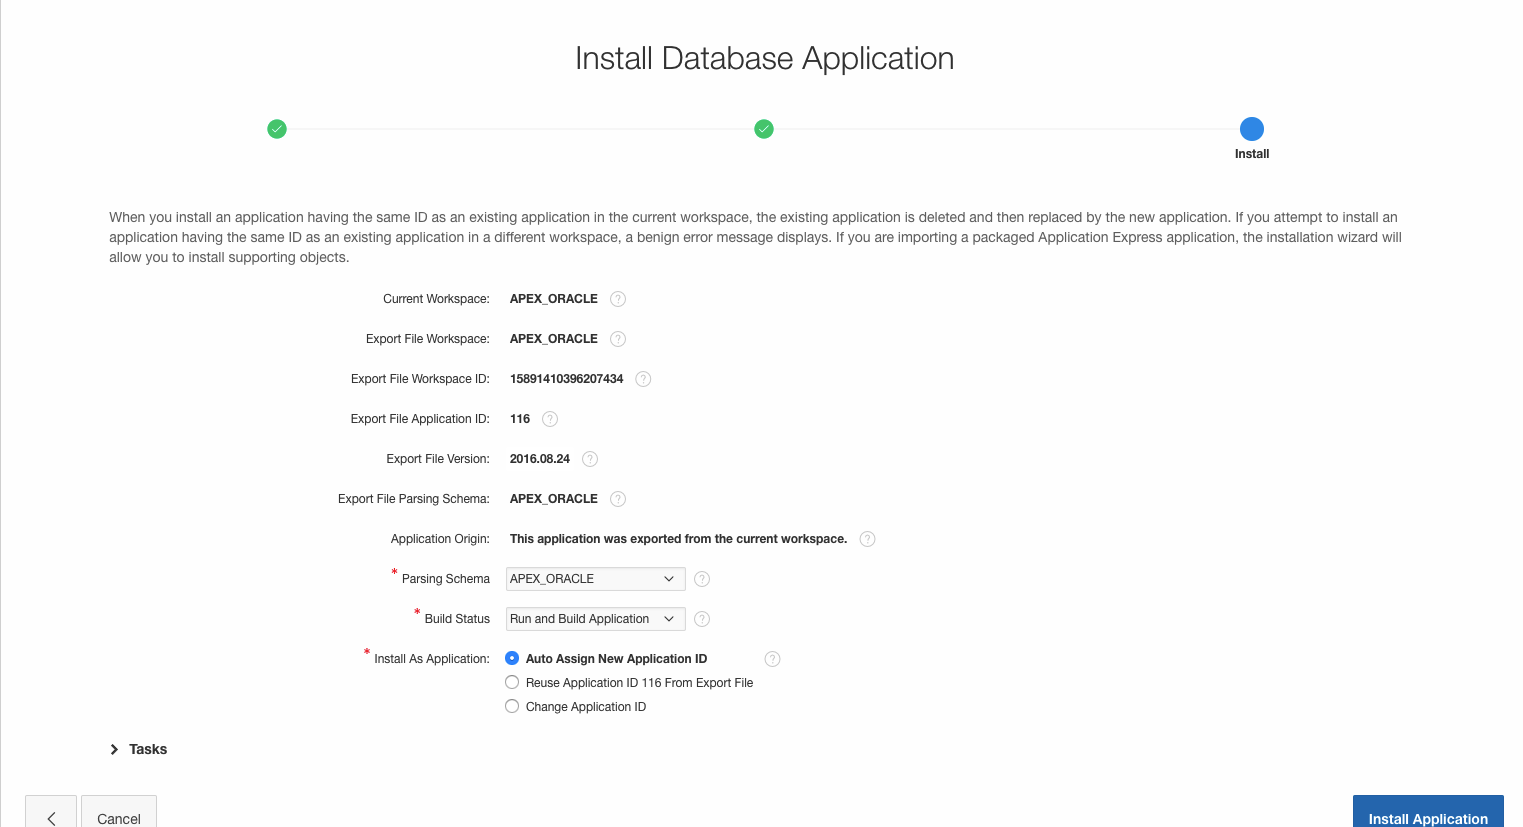 Install Database Application
Install
When you install an application having the same ID as an existing application in the current workspace, the existing application is deleted and then replaced by the new application. If you attempt to install an
application having the same ID as an existing application in a different workspace, a benign error message displays. If you are importing a packaged Application Express application, the installation wizard will
allow you to install supporting objects.
Current Workspace: APEX_ORACLE ?
Export File Workspace: APEX_ORACLE ?
Export File Workspace ID: 15891410396207434 ?
Export File Application ID: 116 ?
Export File Version: 2016.08.24 ?
Export File Parsing Schema: APEX_ORACLE ?
Application Origin: This application was exported from the current workspace. ?
* Parsing Schema APEX_ORACLE ?
* Build Status Run and Build Application ?
* Install As Application: Auto Assign New Application ID ?
Reuse Application ID 116 From Export File
Change Application ID
Tasks
Cancel Install Application